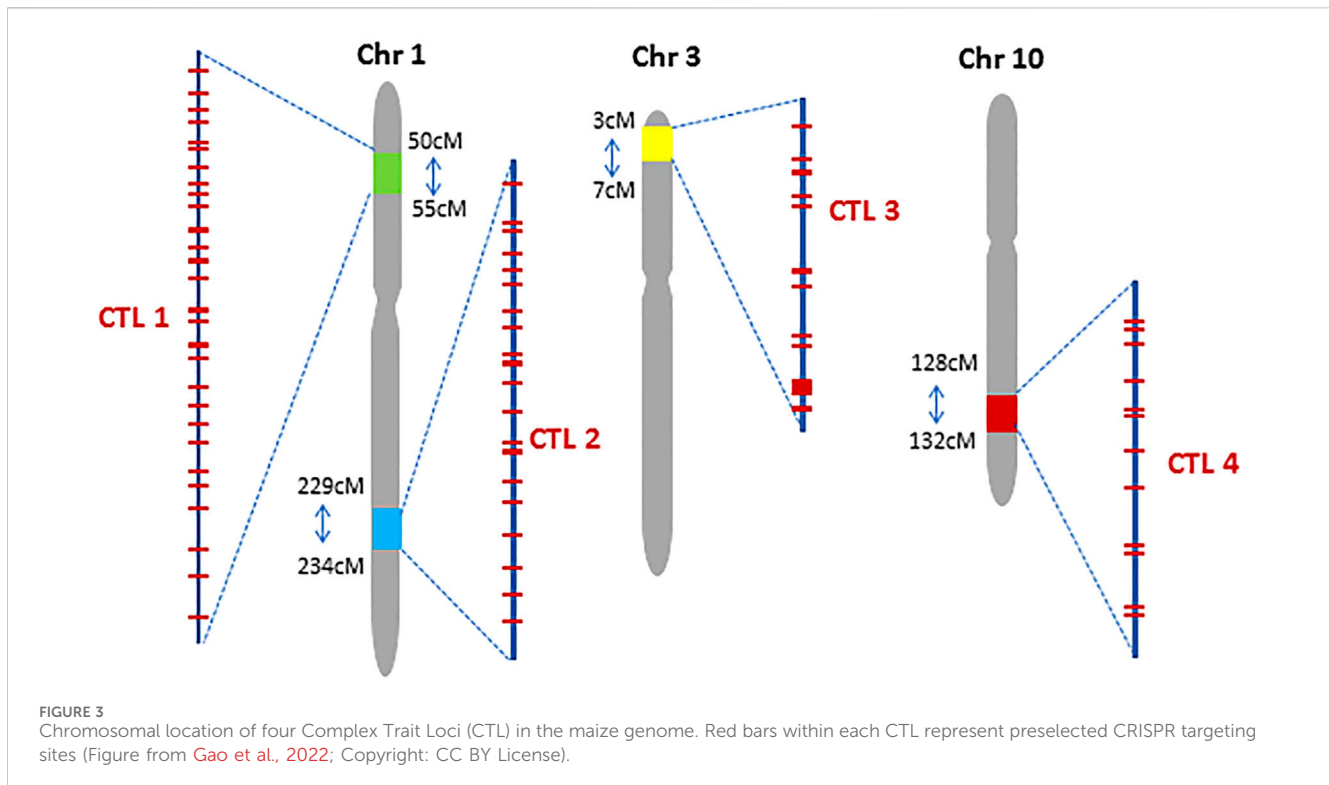 Chr 1
Chr 3
Chr 10
50cM
55cM
3cM
7cM
CTL 3
CTL 1
128cM
132cM
CTL 2
CTL 4
229cM
234cM
FIGURE 3
Chromosomal location of four Complex Trait Loci (CTL) in the maize genome. Red bars within each CTL represent preselected CRISPR targeting
sites (Figure from Gao et al., 2022; Copyright: CC BY License).